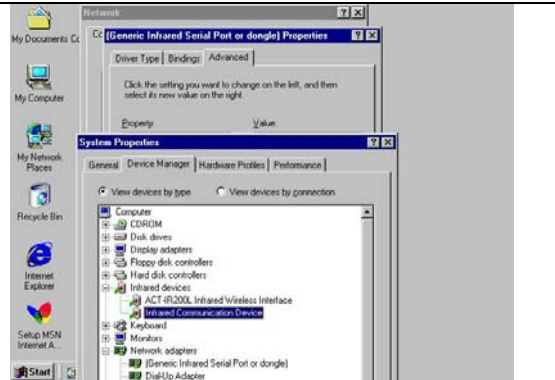 Network
My Documents
(Generic Infrared Serial Port or dongle) Properties
Driver Type
Bindings
Advanced
Click the setting you want to change on the left, and then
select its new value on the right.
Property
Value:
My Computer
System Properties
General
Device Manager
Hardware Profiles
Performance
My Network
Places
View devices by type
View devices by connection
Recycle Bin
Computer
CDROM
Disk drives
Display adapters
Floppy disk controllers
Hard disk controllers
Internet
Explorer
Infrared devices
ACT-IR200L Infrared Wireless Interface
Infrared Communication Device
Keyboard
Monitors
Setup MSN
Internet A...
Network adapters
(Generic Infrared Serial Port or dongle)
Dial-Up Adapter
Start